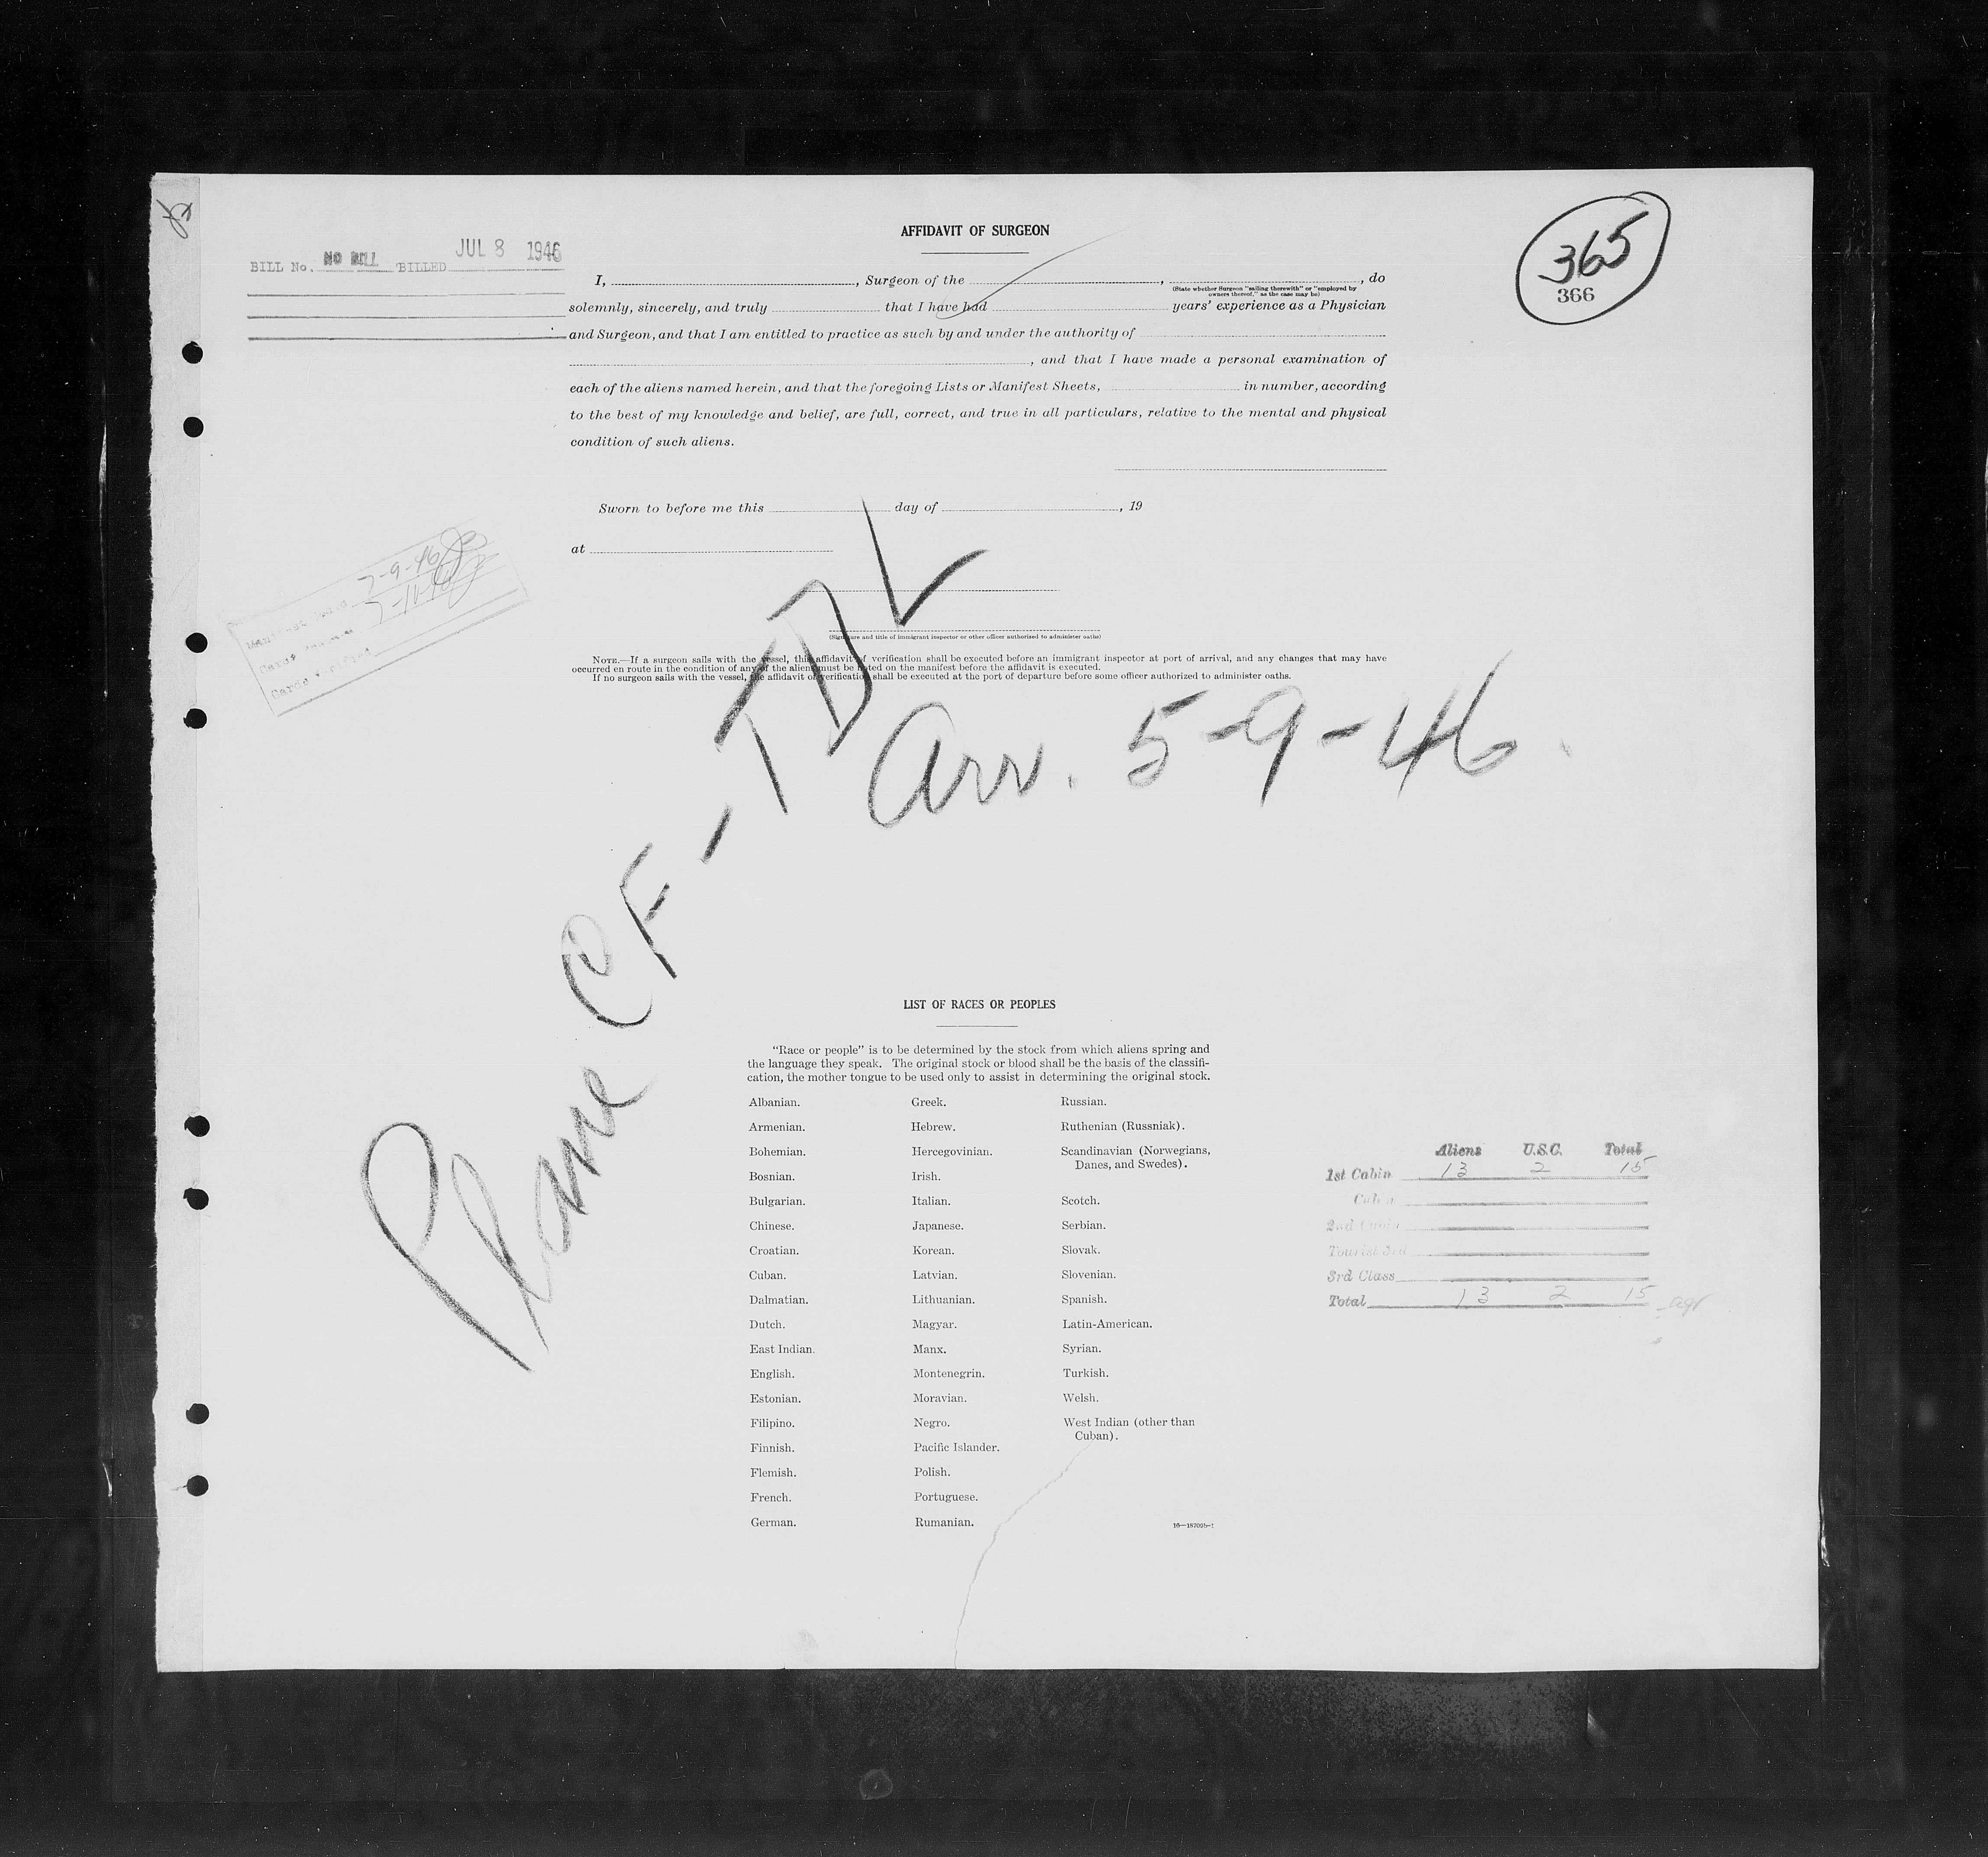 AFFIDAVIT OF SURGEON
BILL No. NO BILL BILLED JUL 8 1946
365
366
I, , Surgeon of the , , do
(State whether Surgeon "sailing therewith" or "employed by
owners thereof," as the case may be)
solemnly, sincerely, and truly that I have had years' experience as a Physician
and Surgeon, and that I am entitled to practice as such by and under the authority of
, and that I have made a personal examination of
each of the aliens named herein, and that the foregoing Lists or Manifest Sheets, in number, according
to the best of my knowledge and belief, are full, correct, and true in all particulars, relative to the mental and physical
condition of such aliens.
Sworn to before me this day of , 19
at
7-9-46
(Signature and title of immigrant inspector or other officer authorized to administer oaths)
NOTE.—If a surgeon sails with the vessel, this affidavit of verification shall be executed before an immigrant inspector at port of arrival, and any changes that may have
occurred en route in the condition of any of the aliens must be noted on the manifest before the affidavit is executed.
If no surgeon sails with the vessel, the affidavit of verification shall be executed at the port of departure before some officer authorized to administer oaths.
Plane CF-TDL
Arr. 5-9-46.
LIST OF RACES OR PEOPLES
"Race or people" is to be determined by the stock from which aliens spring and
the language they speak. The original stock or blood shall be the basis of the classifi-
cation, the mother tongue to be used only to assist in determining the original stock.
Albanian. Greek. Russian.
Armenian. Hebrew. Ruthenian (Russniak).
Bohemian. Hercegovinian. Scandinavian (Norwegians,
Danes, and Swedes).
Bosnian. Irish.
Bulgarian. Italian. Scotch.
Chinese. Japanese. Serbian.
Croatian. Korean. Slovak.
Cuban. Latvian. Slovenian.
Dalmatian. Lithuanian. Spanish.
Dutch. Magyar. Latin-American.
East Indian. Manx. Syrian.
English. Montenegrin. Turkish.
Estonian. Moravian. Welsh.
Filipino. Negro. West Indian (other than
Cuban).
Finnish. Pacific Islander.
Flemish. Polish.
French. Portuguese.
German. Rumanian.
Aliens U.S.C. Total
1st Cabin 13 2 15
Cabin
2nd Cabin
Tourist 3rd
3rd Class
Total 13 2 15